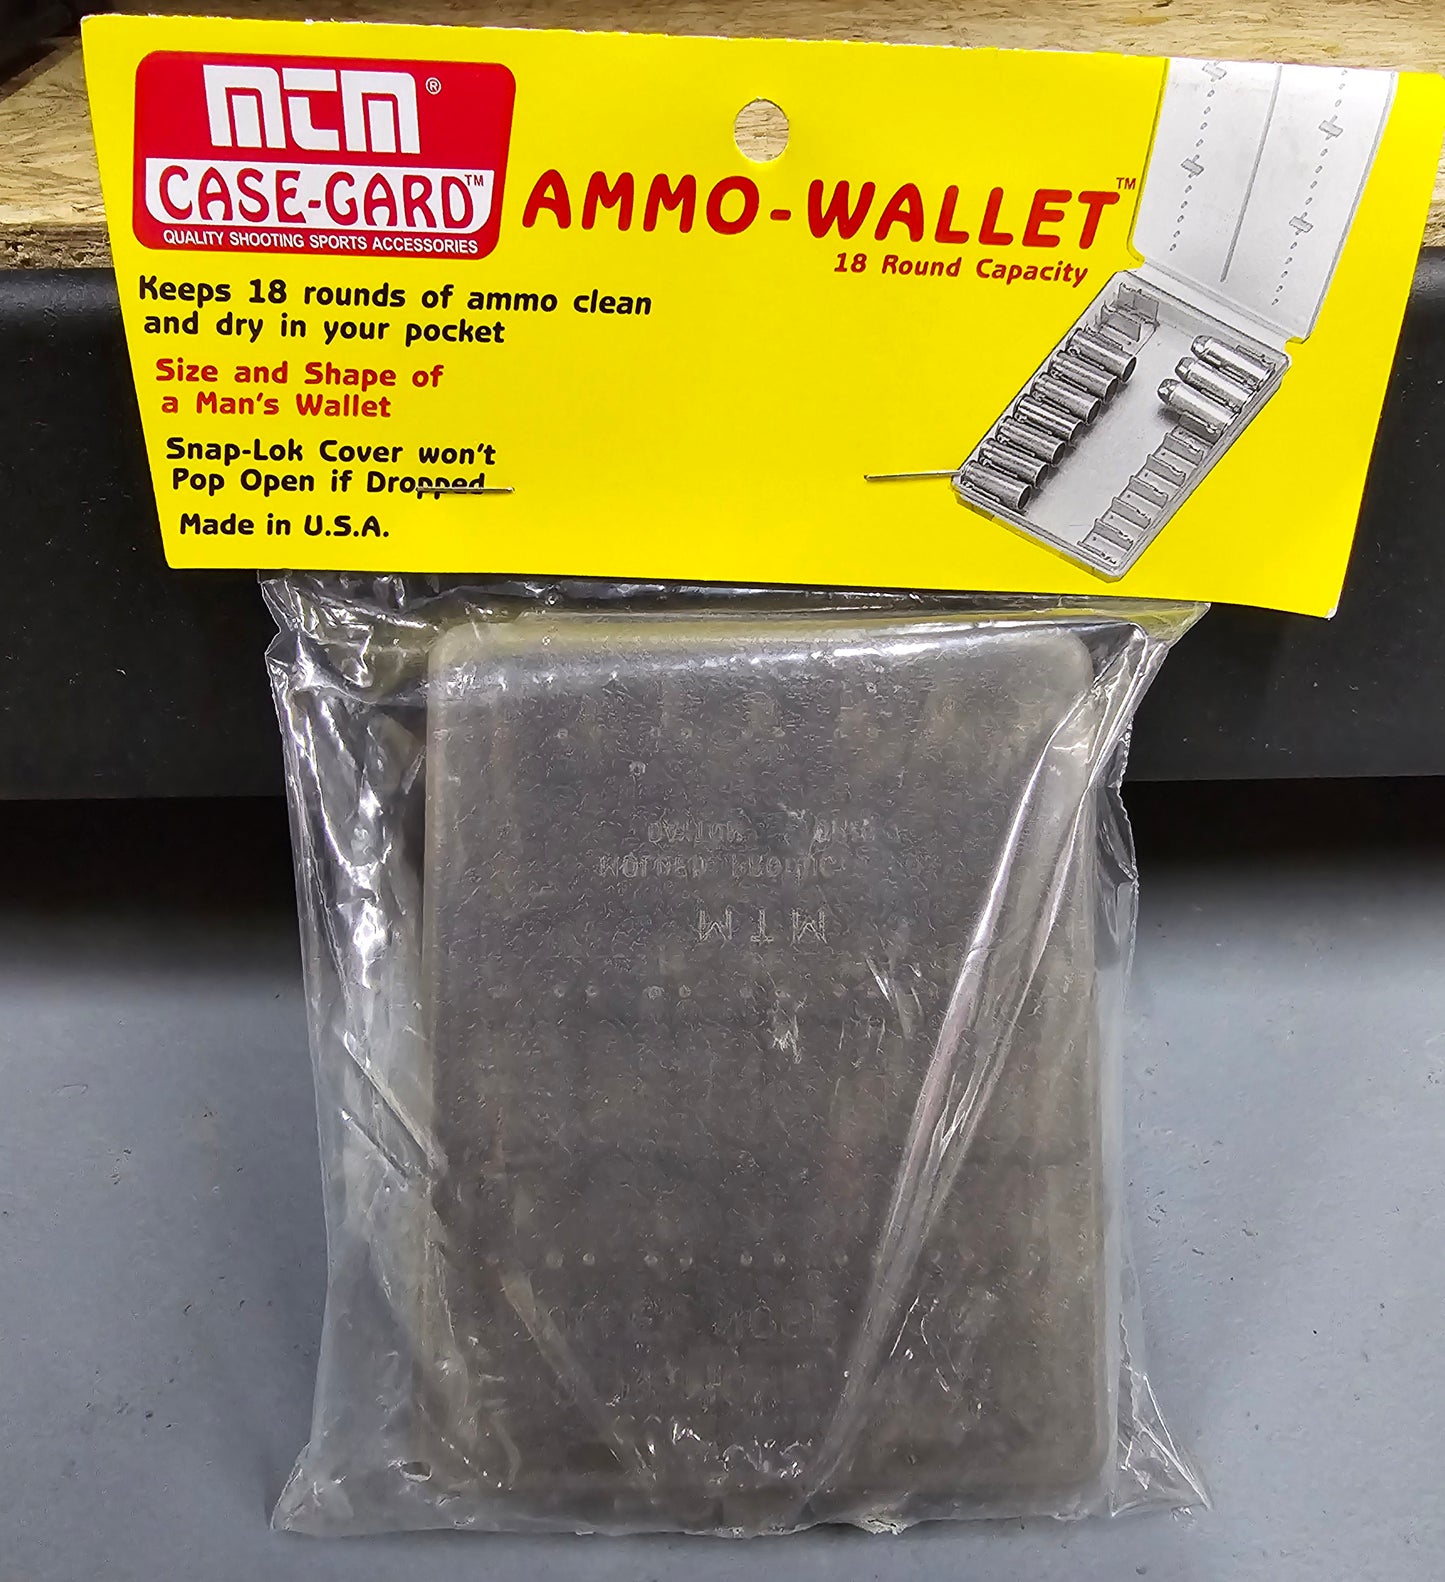 MTM®
CASE-GARD™
QUALITY SHOOTING SPORTS ACCESSORIES
AMMO-WALLET™
18 Round Capacity
Keeps 18 rounds of ammo clean
and dry in your pocket
Size and Shape of
a Man's Wallet
Snap-Lok Cover won't
Pop Open if Dropped
Made in U.S.A.
MTM